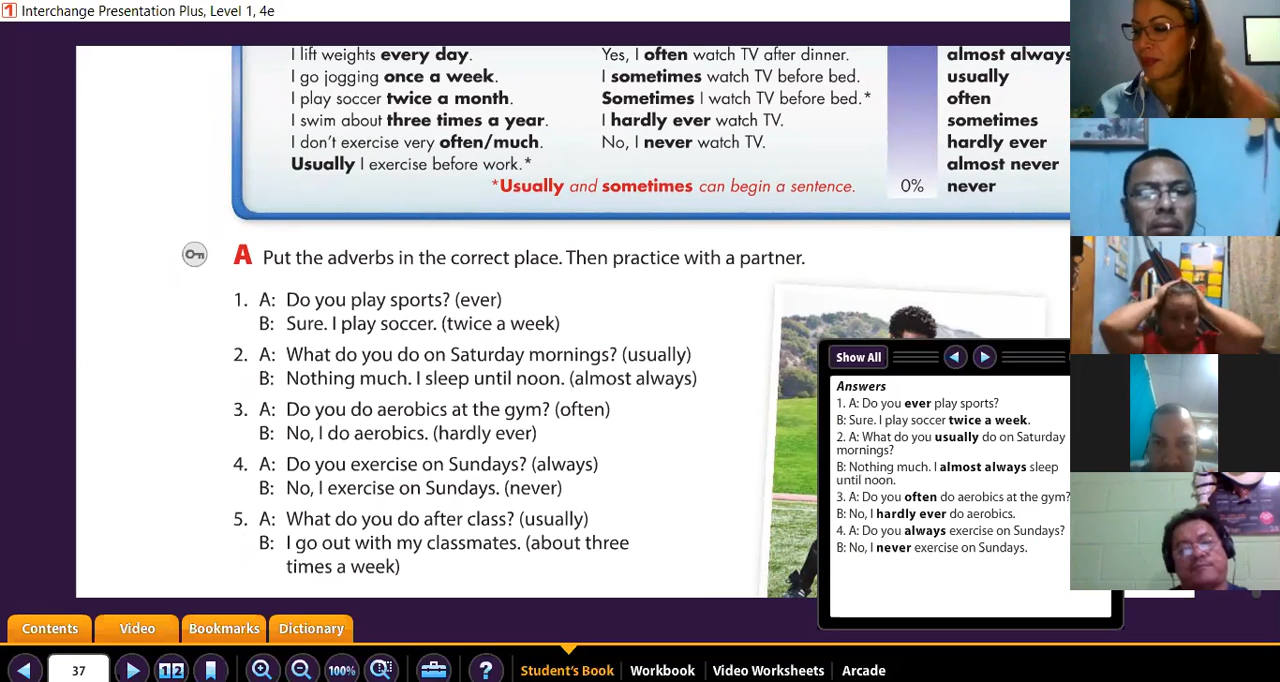 Interchange Presentation Plus, Level 1, 4e
I lift weights every day.
I go jogging once a week.
I play soccer twice a month.
I swim about three times a year.
I don't exercise very often/much.
Usually I exercise before work.*
Yes, I often watch TV after dinner.
I sometimes watch TV before bed.
Sometimes I watch TV before bed.*
I hardly ever watch TV.
No, I never watch TV.
*Usually and sometimes can begin a sentence.
0%
almost always
usually
often
sometimes
hardly ever
almost never
never
A Put the adverbs in the correct place. Then practice with a partner.
1. A: Do you play sports? (ever)
B: Sure. I play soccer. (twice a week)
2. A: What do you do on Saturday mornings? (usually)
B: Nothing much. I sleep until noon. (almost always)
3. A: Do you do aerobics at the gym? (often)
B: No, I do aerobics. (hardly ever)
4. A: Do you exercise on Sundays? (always)
B: No, I exercise on Sundays. (never)
5. A: What do you do after class? (usually)
B: I go out with my classmates. (about three
times a week)
Show All
Answers
1. A: Do you ever play sports?
B: Sure. I play soccer twice a week.
2. A: What do you usually do on Saturday
mornings?
B: Nothing much. I almost always sleep
until noon.
3. A: Do you often do aerobics at the gym?
B: No, I hardly ever do aerobics.
4. A: Do you always exercise on Sundays?
B: No, I never exercise on Sundays.
Contents
Video
Bookmarks
Dictionary
37
1 2
100%
?
Student's Book
Workbook
Video Worksheets
Arcade